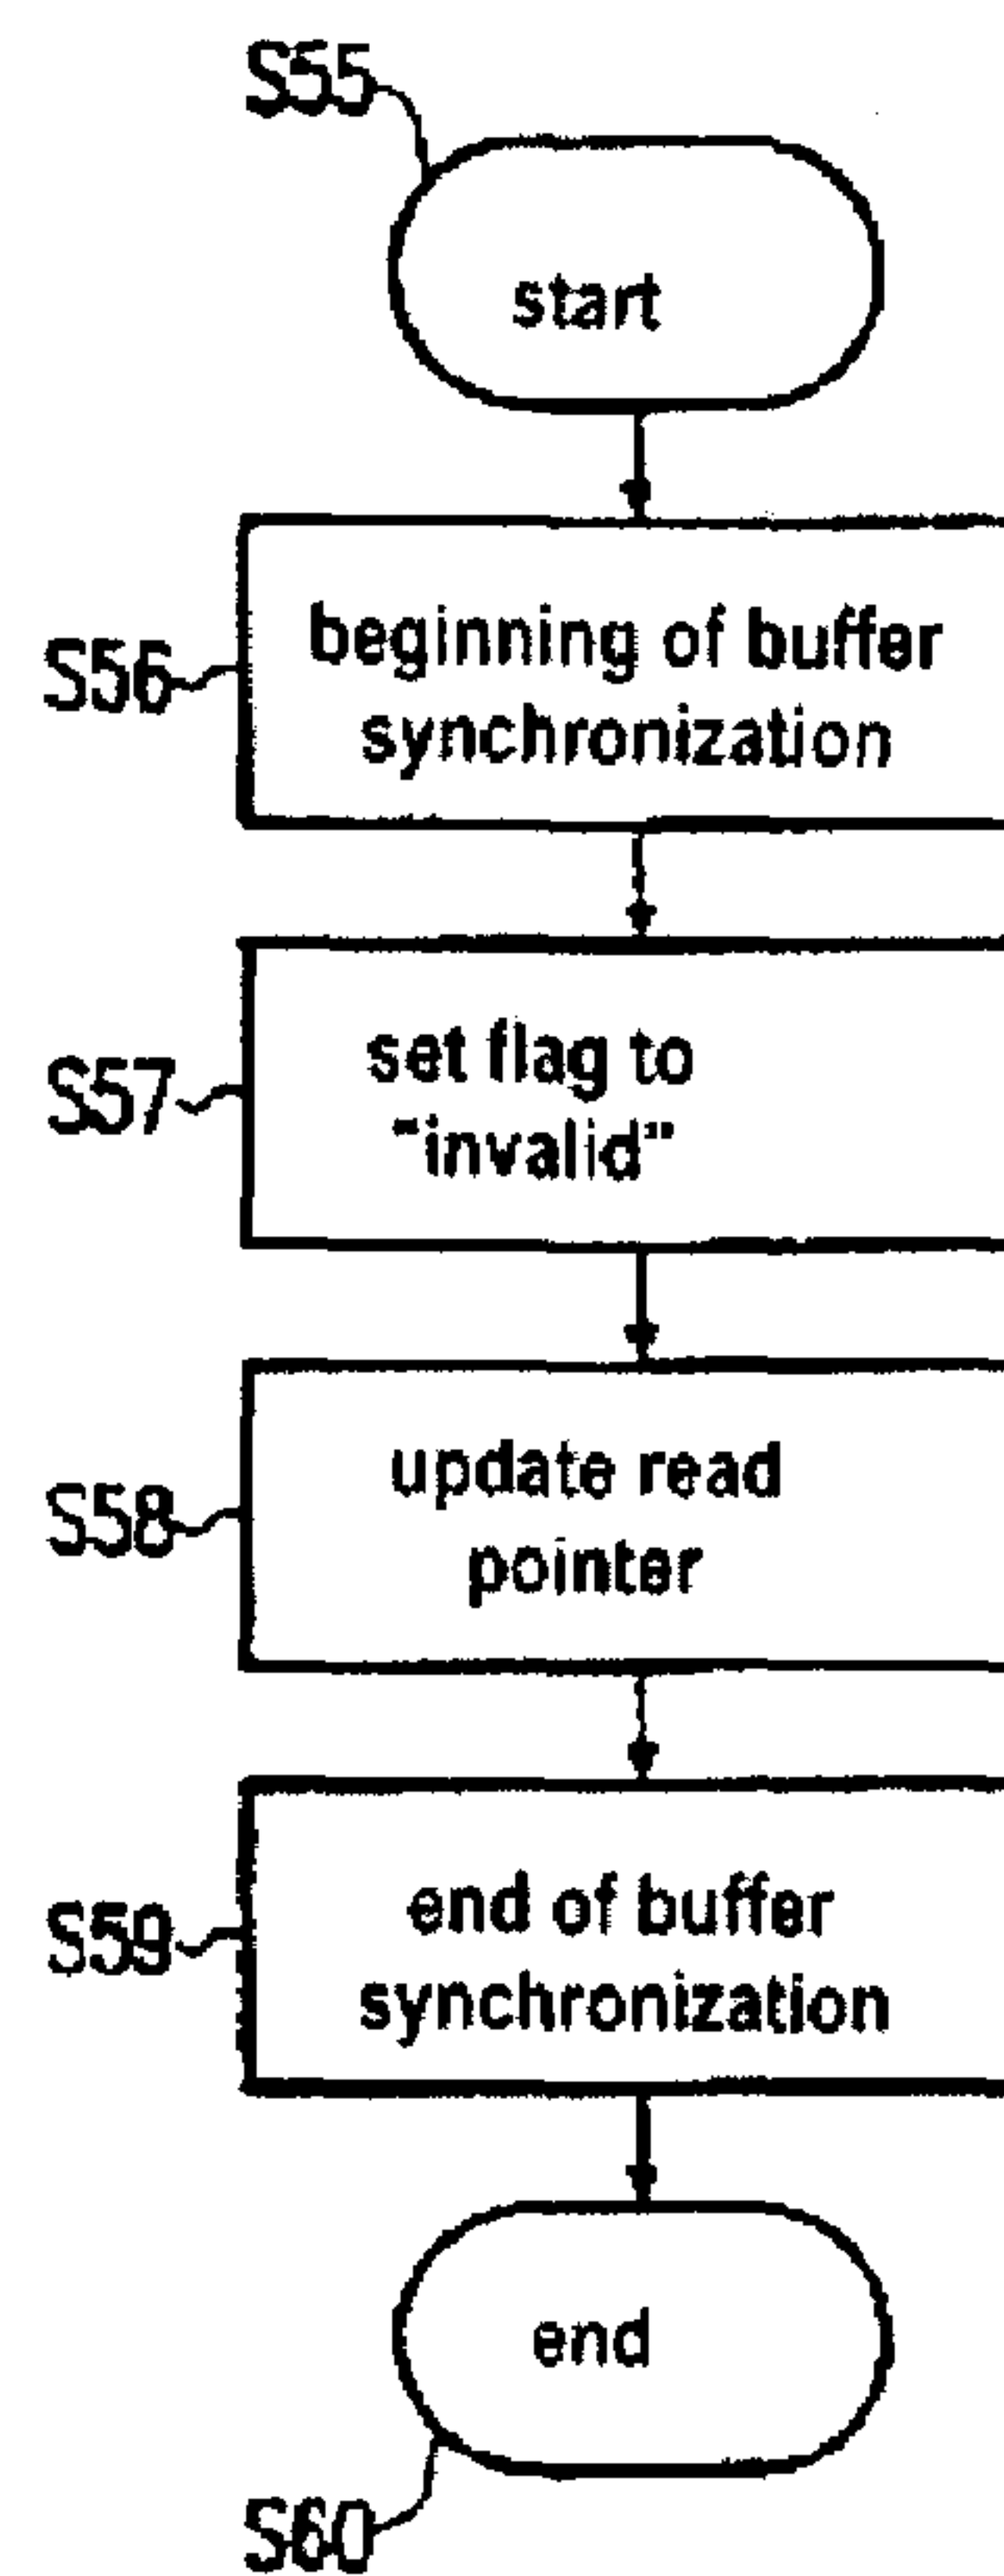 S55
start
S56
beginning of buffer
synchronization
S57
set flag to
"invalid"
S58
update read
pointer
S59
end of buffer
synchronization
end
S60